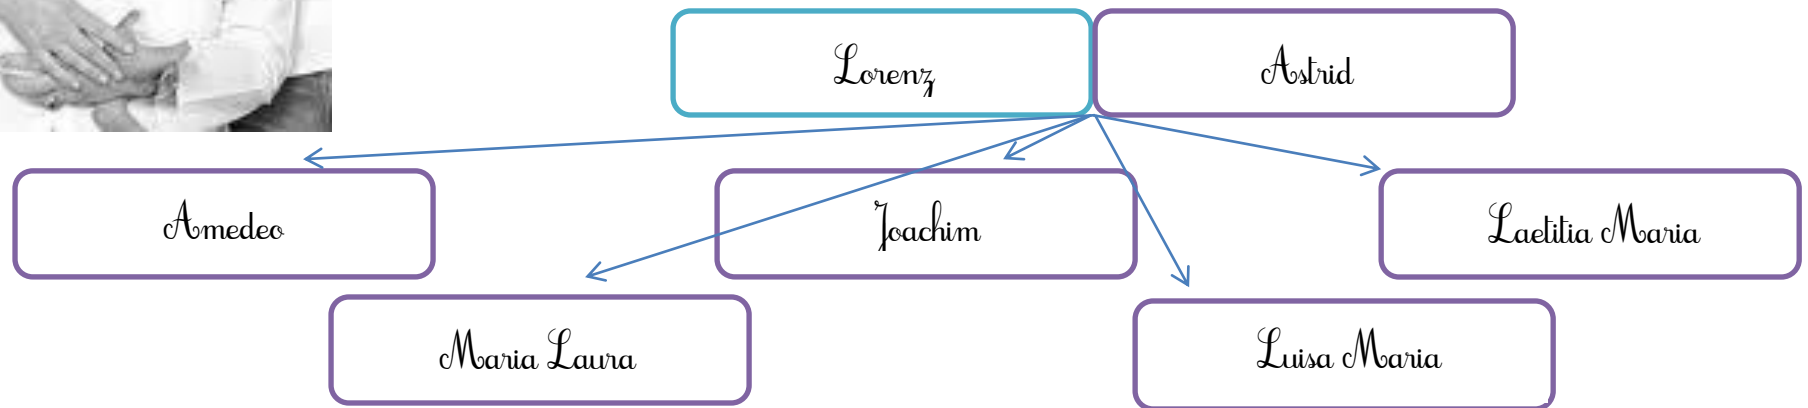 Lorenz
Astrid
Amedeo
Joachim
Laetitia Maria
Maria Laura
Luisa Maria